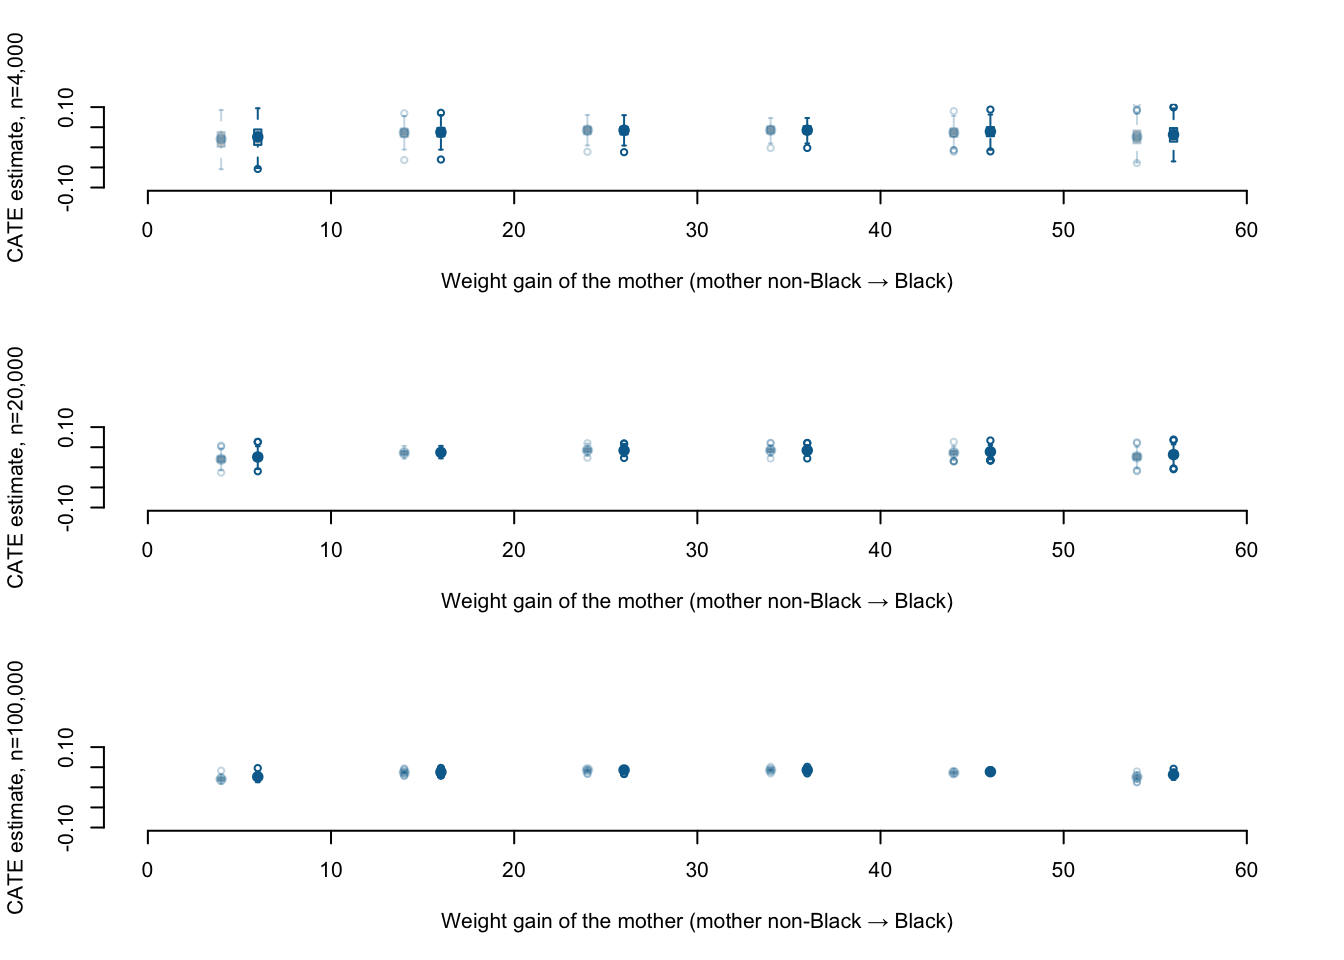 CATE estimate, n=4,000
0.10
-0.10
0 10 20 30 40 50 60
Weight gain of the mother (mother non-Black → Black)
CATE estimate, n=20,000
0.10
-0.10
0 10 20 30 40 50 60
Weight gain of the mother (mother non-Black → Black)
CATE estimate, n=100,000
0.10
-0.10
0 10 20 30 40 50 60
Weight gain of the mother (mother non-Black → Black)